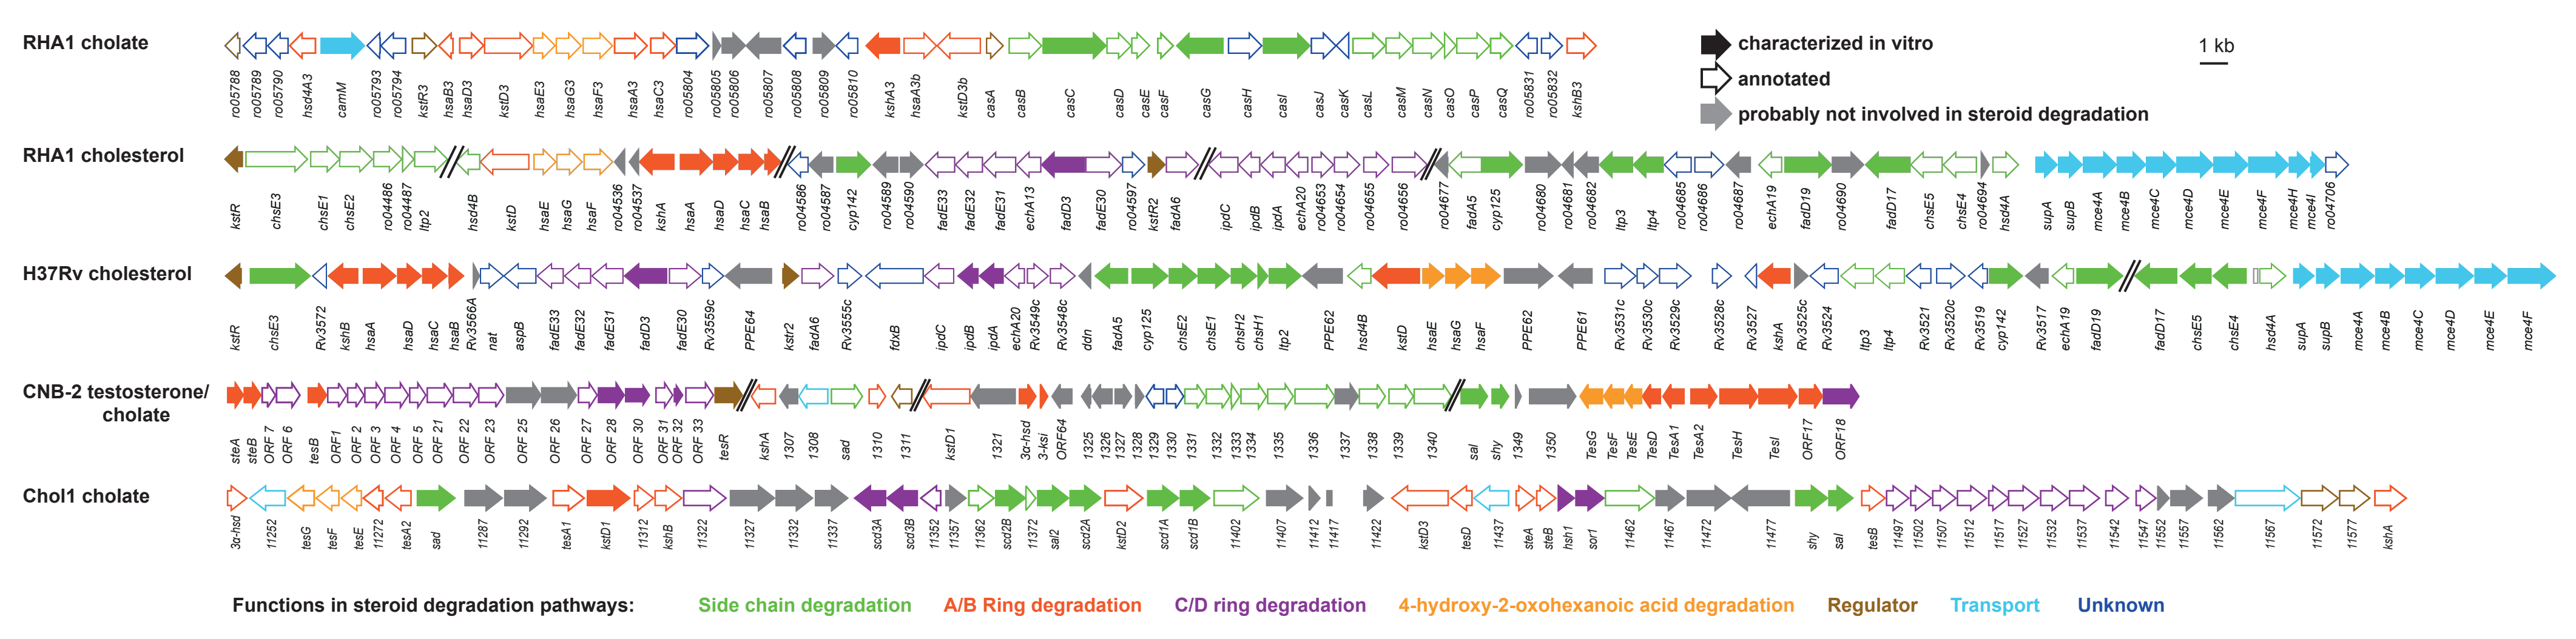 RHA1 cholate
characterized in vitro
annotated
probably not involved in steroid degradation
1 kb
ro05788 ro05789 ro05790 hsd4A3 camM ro05793 ro05794 kstR3 hsaB3 hsaD3 kstD3 hsaE3 hsaG3 hsaF3 hsaA3 hsaC3 ro05804 ro05805 ro05806 ro05807 ro05808 ro05809 ro05810 kshA3 hsaA3b kstD3b casA casB casC casD casE casF casG casH casI casJ casK casL casM casN casO casP casQ ro05831 ro05832 kshB3
RHA1 cholesterol
kstR chsE3 chsE1 chsE2 ro04486 ro04487 ltp2 hsd4B kstD hsaE hsaG hsaF ro04536 ro04537 kshA hsaA hsaD hsaC hsaB ro04586 ro04587 cyp142 ro04589 ro04590 fadE33 fadE32 fadE31 echA13 fadD3 fadE30 ro04597 kstR2 fadA6 ipdC ipdB ipdA echA20 ro04653 ro04654 ro04655 ro04656 ro04677 fadA5 cyp125 ro04680 ro04681 ro04682 ltp3 ltp4 ro04685 ro04686 ro04687 echA19 fadD19 ro04690 fadD17 chsE5 chsE4 ro04694 hsd4A supA supB mce4A mce4B mce4C mce4D mce4E mce4F mce4H mce4I ro04706
H37Rv cholesterol
kstR chsE3 Rv3572 kshB hsaA hsaD hsaC hsaB Rv3566A nat aspB fadE33 fadE32 fadE31 fadD3 fadE30 Rv3559c PPE64 kstr2 fadA6 Rv3555c fdxB ipdC ipdB ipdA echA20 Rv3549c Rv3548c ddn fadA5 cyp125 chsE2 chsE1 chsH2 chsH1 ltp2 PPE62 hsd4B kstD hsaE hsaG hsaF PPE62 PPE61 Rv3531c Rv3530c Rv3529c Rv3528c Rv3527 kshA Rv3525c Rv3524 ltp3 ltp4 Rv3521 Rv3520c Rv3519 cyp142 Rv3517 echA19 fadD19 fadD17 chsE5 chsE4 hsd4A supA supB mce4A mce4B mce4C mce4D mce4E mce4F
CNB-2 testosterone/
cholate
steA steB ORF 7 ORF 6 tesB ORF1 ORF 2 ORF 3 ORF 4 ORF 5 ORF 21 ORF 22 ORF 23 ORF 25 ORF 26 ORF 27 ORF 28 ORF 30 ORF 31 ORF 32 ORF 33 tesR kshA 1307 1308 sad 1310 1311 kstD1 1321 3α-hsd 3-ksi ORF64 1325 1326 1327 1328 1329 1330 1331 1332 1333 1334 1335 1336 1337 1338 1339 1340 sal shy 1349 1350 TesG TesF TesE TesD TesA1 TesA2 TesH TesI ORF17 ORF18
Chol1 cholate
3α-hsd 11252 tesG tesF tesE 11272 tesA2 sad 11287 11292 tesA1 kstD1 11312 kshB 11322 11327 11332 11337 scd3A scd3B 11352 11357 11362 scd2B 11372 sal2 scd2A kstD2 scd1A scd1B 11402 11407 11412 11417 11422 kstD3 tesD 11437 steA steB hsh1 sor1 11462 11467 11472 11477 shy sal tesB 11497 11502 11507 11512 11517 11527 11532 11537 11542 11547 11552 11557 11562 11567 11572 11577 kshA
Functions in steroid degradation pathways: Side chain degradation A/B Ring degradation C/D ring degradation 4-hydroxy-2-oxohexanoic acid degradation Regulator Transport Unknown